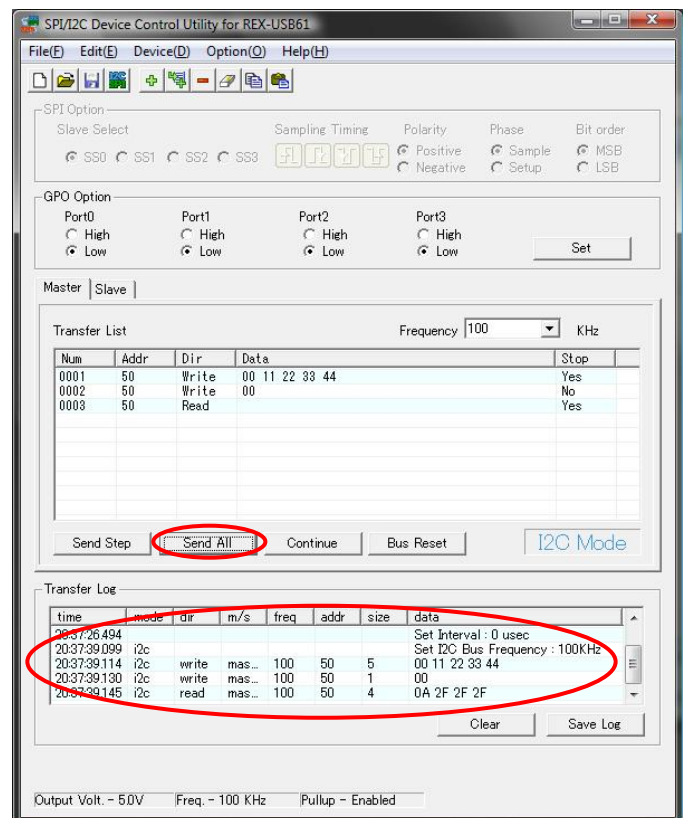 SPI/I2C Device Control Utility for REX-USB61
File(F) Edit(E) Device(D) Option(O) Help(H)
SPI Option
Slave Select Sampling Timing Polarity Phase Bit order
SS0 SS1 SS2 SS3 Positive Sample MSB
Negative Setup LSB
GPO Option
Port0 Port1 Port2 Port3
High High High High
Low Low Low Low Set
Master Slave
Transfer List Frequency 100 KHz
Num Addr Dir Data Stop
0001 50 Write 00 11 22 33 44 Yes
0002 50 Write 00 No
0003 50 Read Yes
Send Step Send All Continue Bus Reset I2C Mode
Transfer Log
time mode dir m/s freq addr size data
20:37:26.494 Set Interval : 0 usec
20:37:39.099 i2c Set I2C Bus Frequency : 100KHz
20:37:39.114 i2c write mas... 100 50 5 00 11 22 33 44
20:37:39.130 i2c write mas... 100 50 1 00
20:37:39.145 i2c read mas... 100 50 4 0A 2F 2F 2F
Clear Save Log
Output Volt. - 5.0V Freq. - 100 KHz Pullup - Enabled